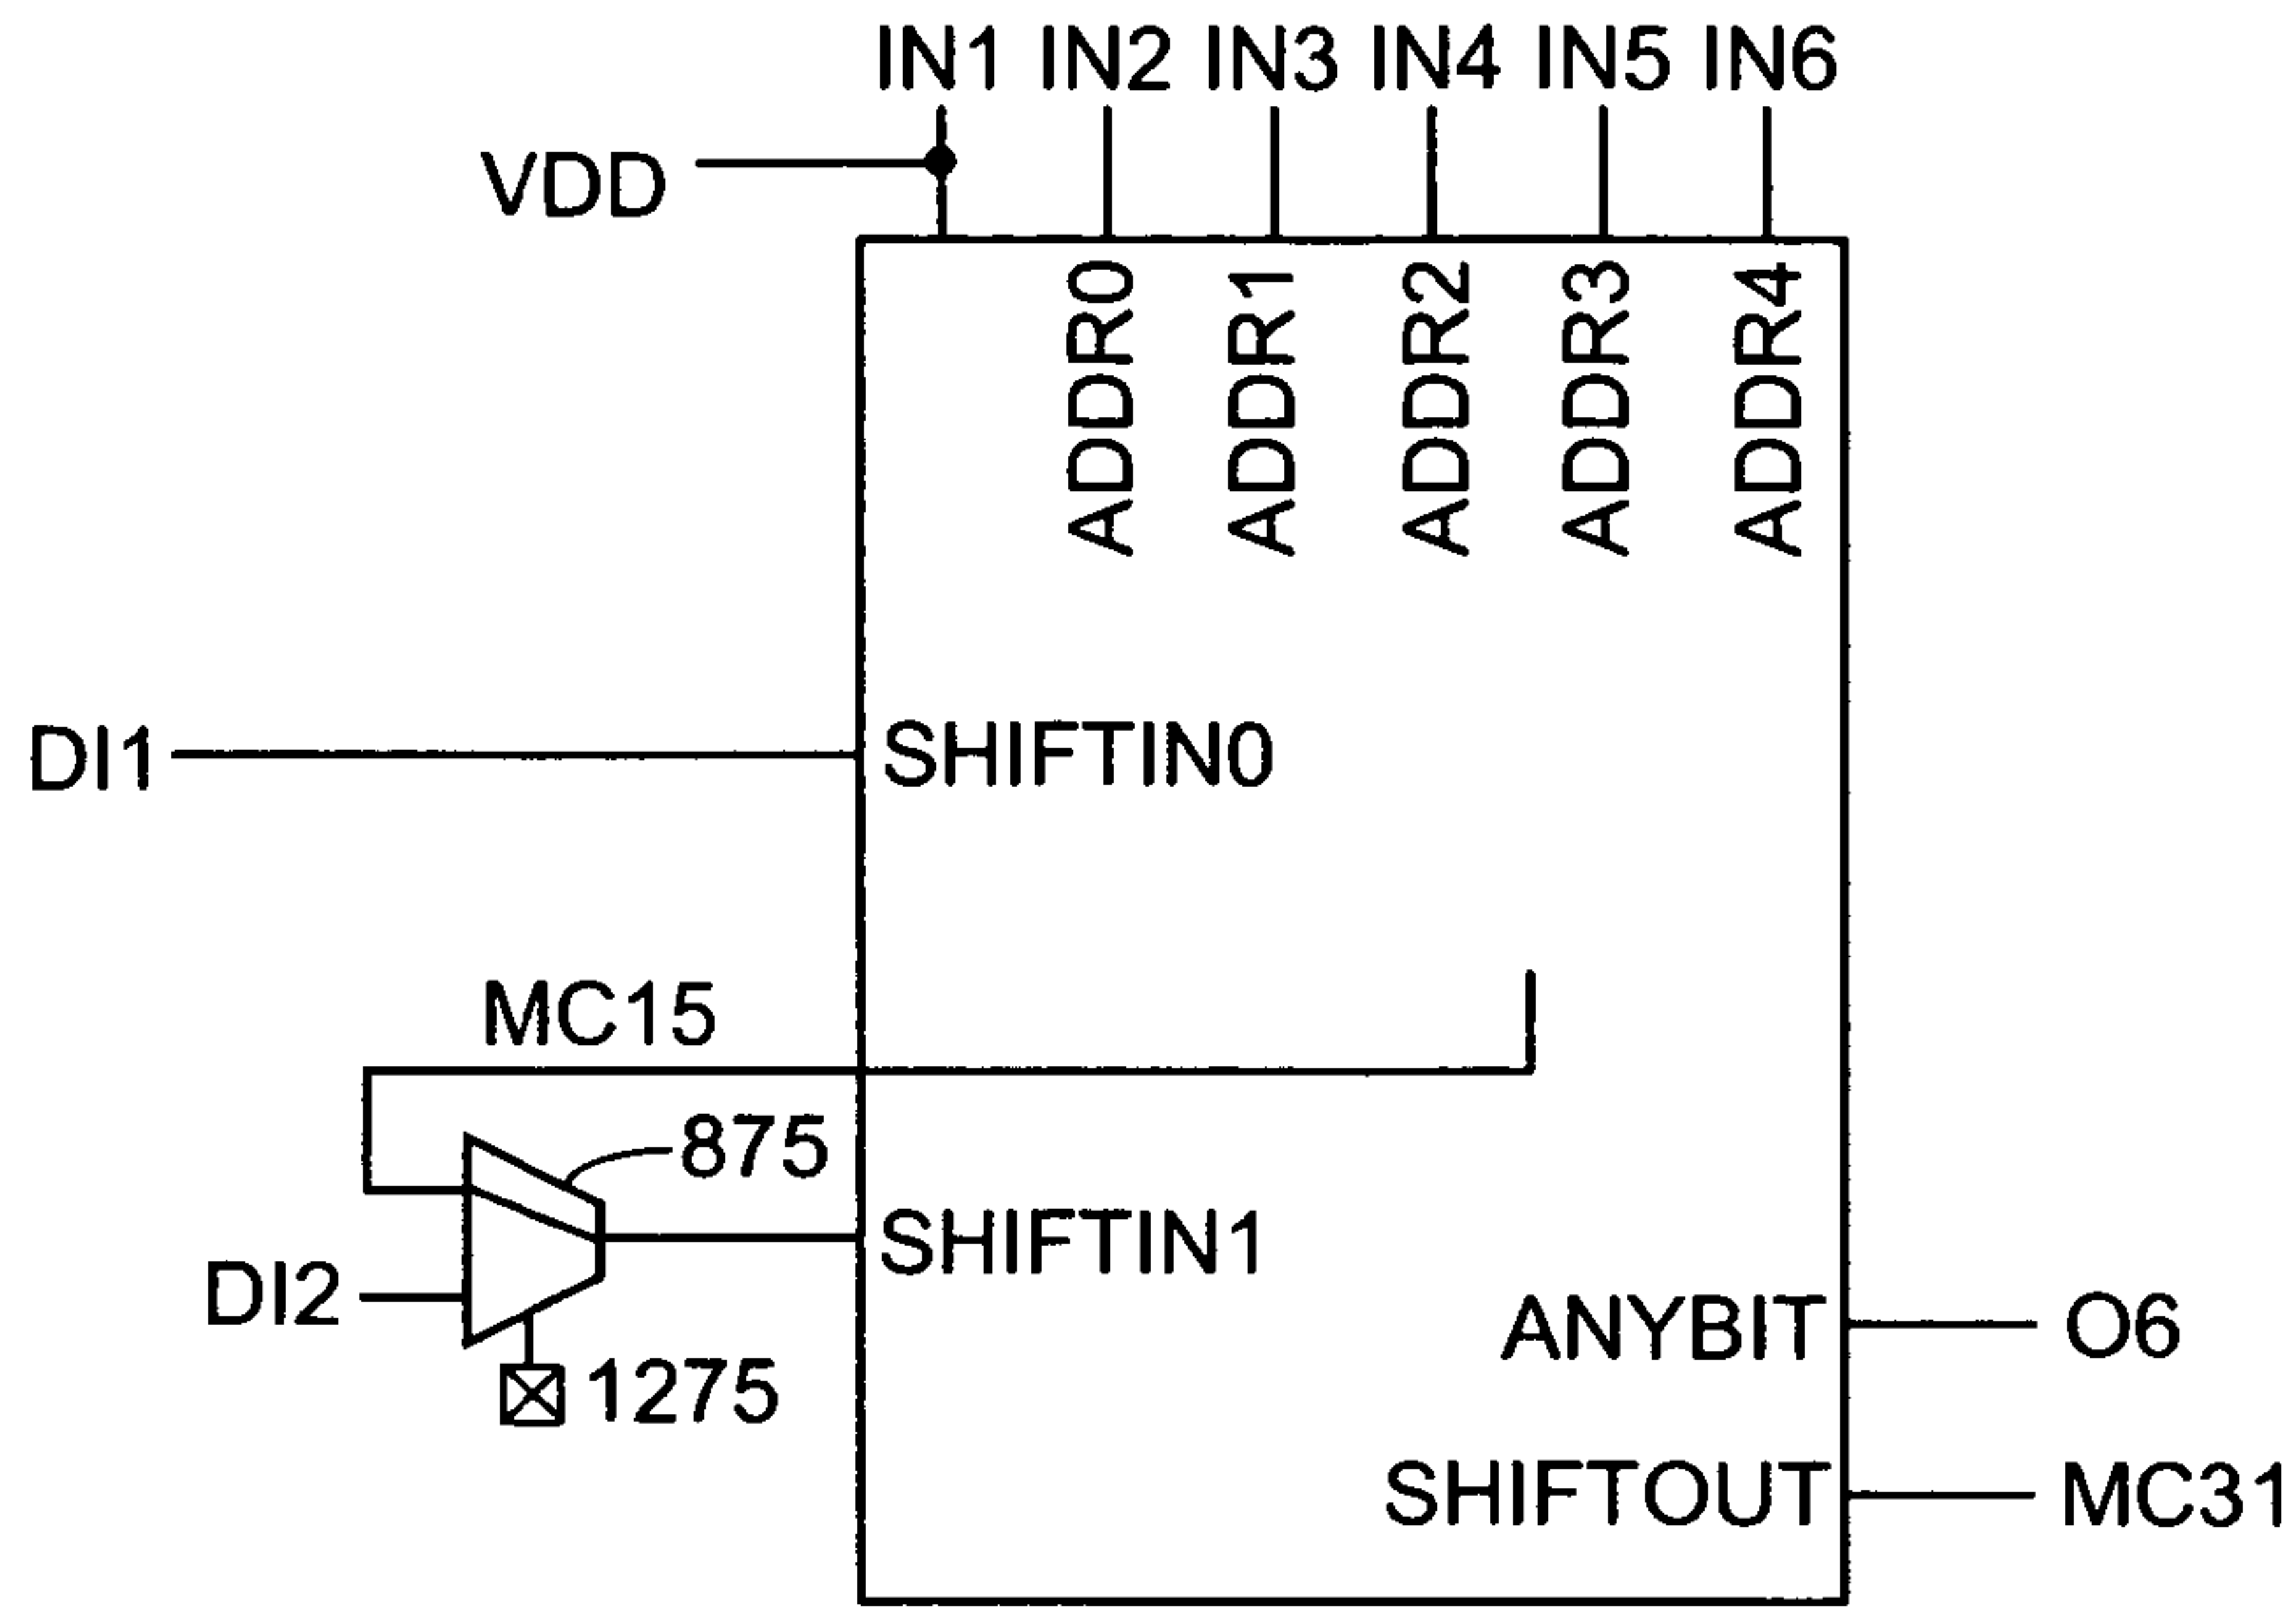 IN1 IN2 IN3 IN4 IN5 IN6
VDD
ADDR0
ADDR1
ADDR2
ADDR3
ADDR4
DI1
SHIFTIN0
MC15
875
SHIFTIN1
DI2
1275
ANYBIT
O6
SHIFTOUT
MC31